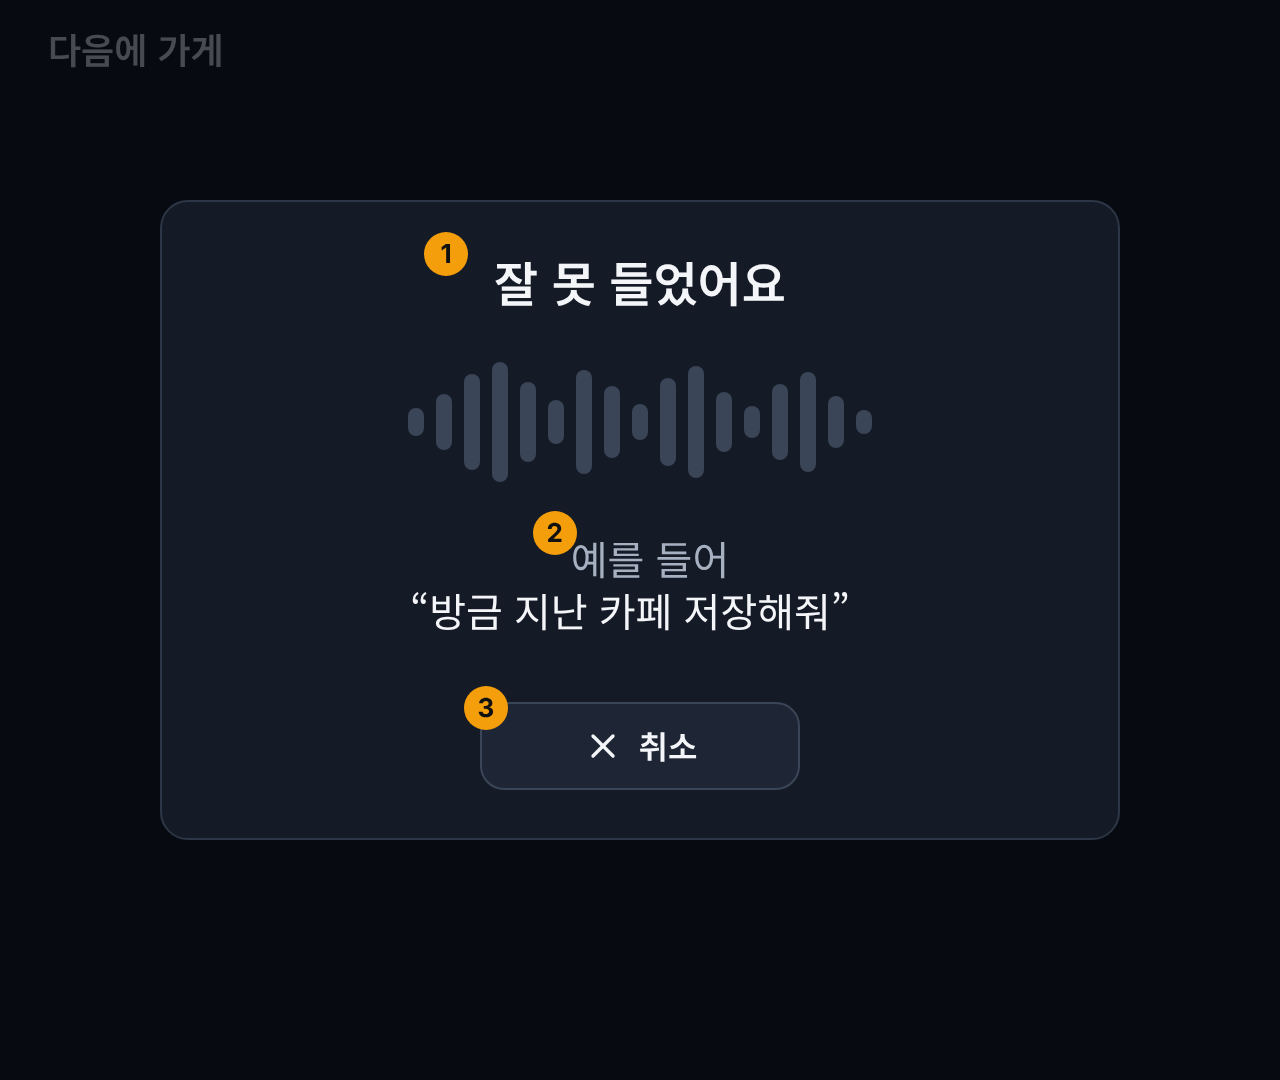 다음에 가게
1
잘 못 들었어요
2
예를 들어
“방금 지난 카페 저장해줘”
3
× 취소